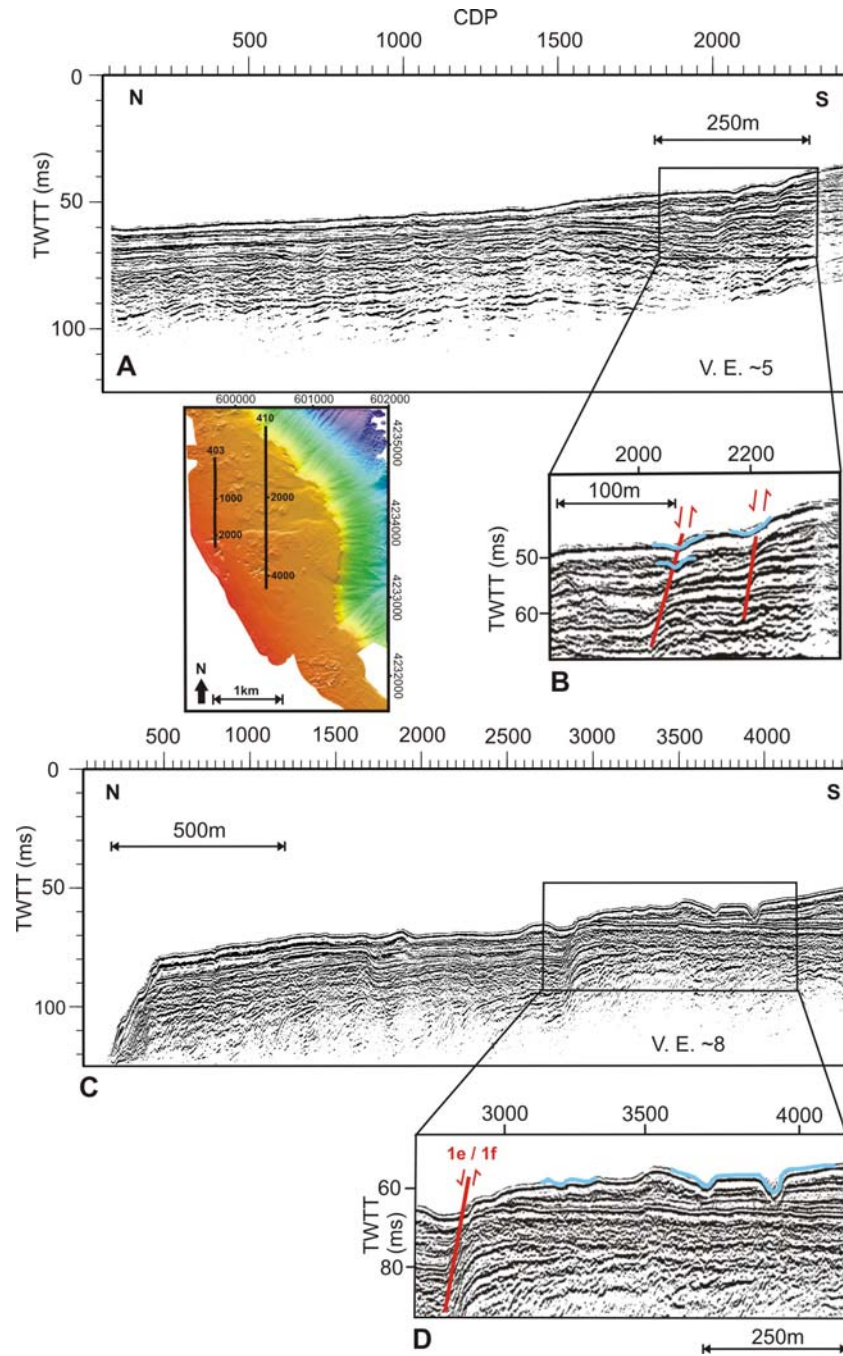 CDP
500 1000 1500 2000
0
N S
250m
TWTT (ms)
50
100
A
V. E. ~5
600000 601000 602000
410
403
1000
2000
2000
4000
4235000
4234000
4233000
4232000
N
1km
2000 2200
100m
TWTT (ms)
50
60
B
500 1000 1500 2000 2500 3000 3500 4000
0
N S
TWTT (ms)
500m
50
100
V. E. ~8
C
3000 3500 4000
1e / 1f
TWTT
(ms)
60
80
D
250m